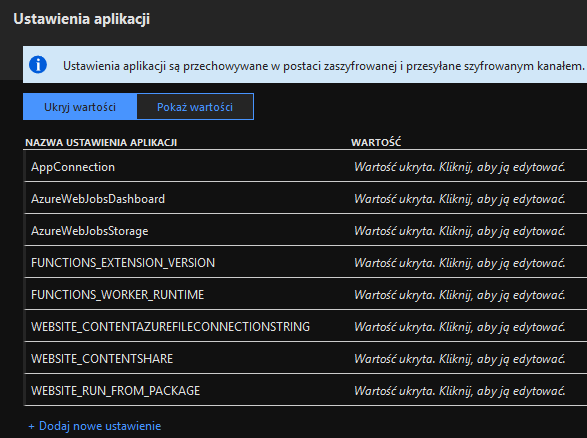 Ustawienia aplikacji
Ustawienia aplikacji są przechowywane w postaci zaszyfrowanej i przesyłane szyfrowanym kanałem.
Ukryj wartości Pokaż wartości
NAZWA USTAWIENIA APLIKACJI WARTOŚĆ
AppConnection Wartość ukryta. Kliknij, aby ją edytować.
AzureWebJobsDashboard Wartość ukryta. Kliknij, aby ją edytować.
AzureWebJobsStorage Wartość ukryta. Kliknij, aby ją edytować.
FUNCTIONS_EXTENSION_VERSION Wartość ukryta. Kliknij, aby ją edytować.
FUNCTIONS_WORKER_RUNTIME Wartość ukryta. Kliknij, aby ją edytować.
WEBSITE_CONTENTAZUREFILECONNECTIONSTRING Wartość ukryta. Kliknij, aby ją edytować.
WEBSITE_CONTENTSHARE Wartość ukryta. Kliknij, aby ją edytować.
WEBSITE_RUN_FROM_PACKAGE Wartość ukryta. Kliknij, aby ją edytować.
+ Dodaj nowe ustawienie